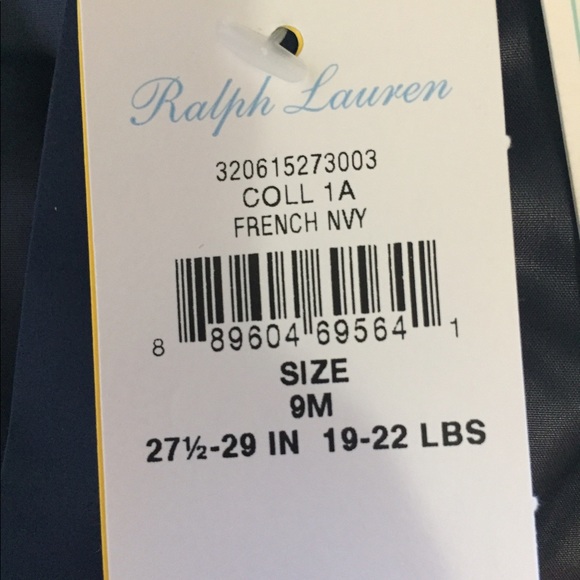 Ralph Lauren
320615273003
COLL 1A
FRENCH NVY
8 89604 69564 1
SIZE
9M
27½-29 IN 19-22 LBS